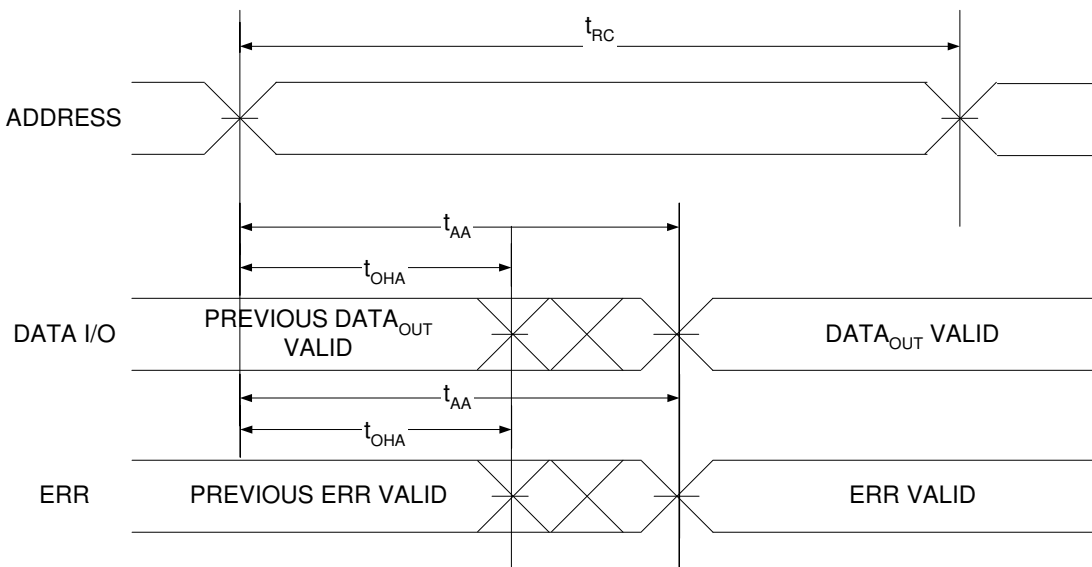 tRC
ADDRESS
tAA
tOHA
DATA I/O
PREVIOUS DATAOUT
VALID
DATAOUT VALID
tAA
tOHA
ERR
PREVIOUS ERR VALID
ERR VALID